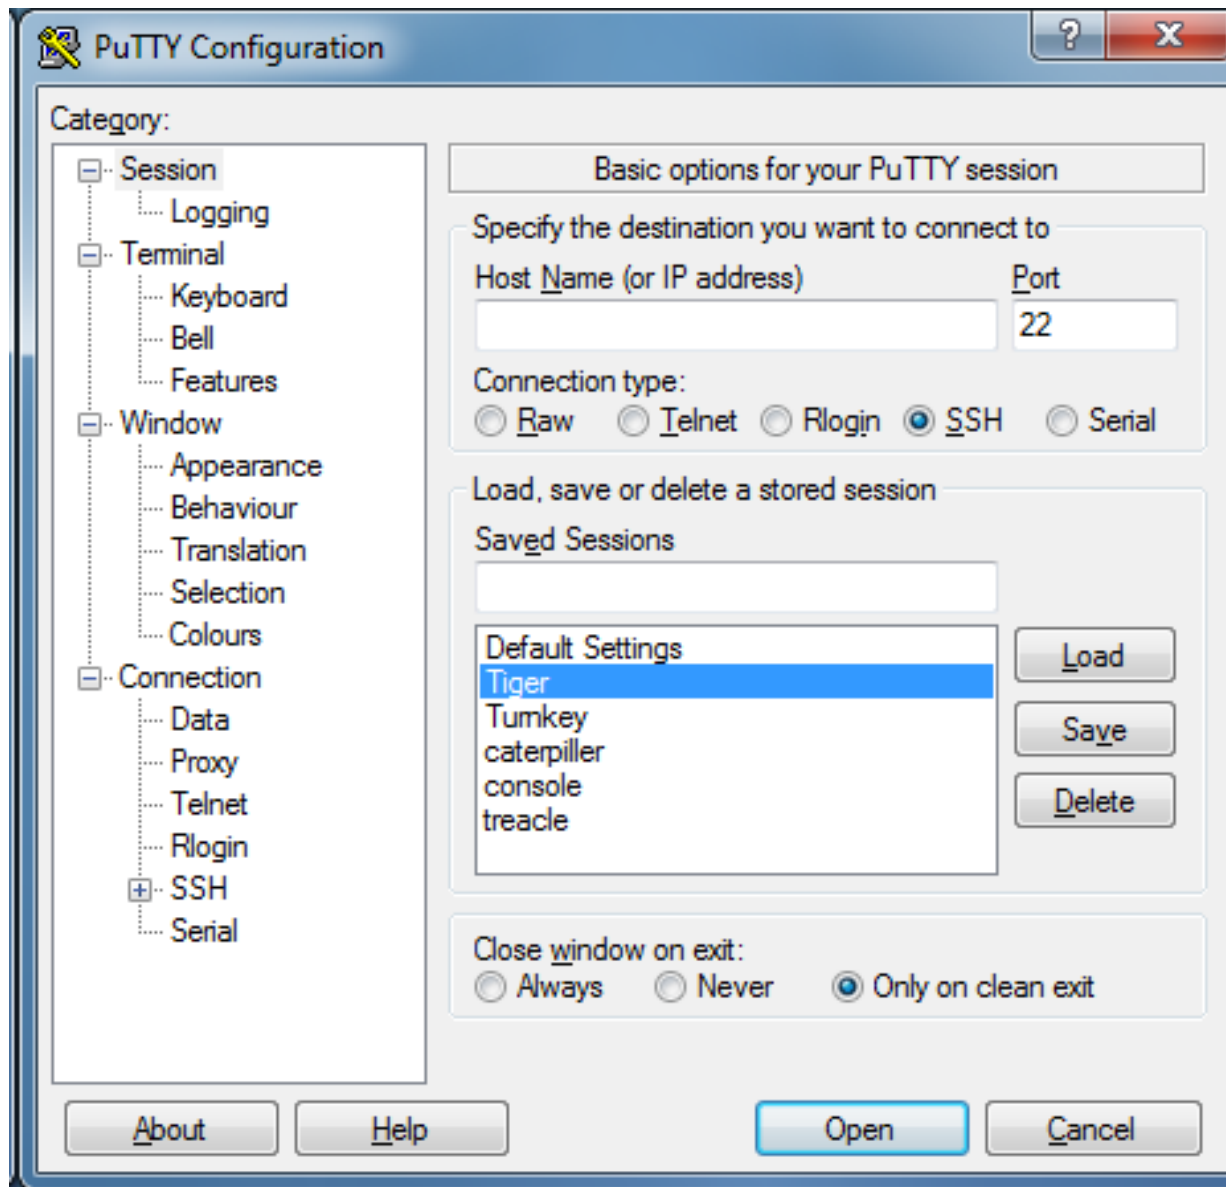 PuTTY Configuration
?
Category:
Session
Logging
Terminal
Keyboard
Bell
Features
Window
Appearance
Behaviour
Translation
Selection
Colours
Connection
Data
Proxy
Telnet
Rlogin
SSH
Serial
Basic options for your PuTTY session
Specify the destination you want to connect to
Host Name (or IP address) Port
22
Connection type:
Raw Telnet Rlogin SSH Serial
Load, save or delete a stored session
Saved Sessions
Default Settings
Tiger
Turnkey
caterpiller
console
treacle
Load
Save
Delete
Close window on exit:
Always Never Only on clean exit
About Help Open Cancel